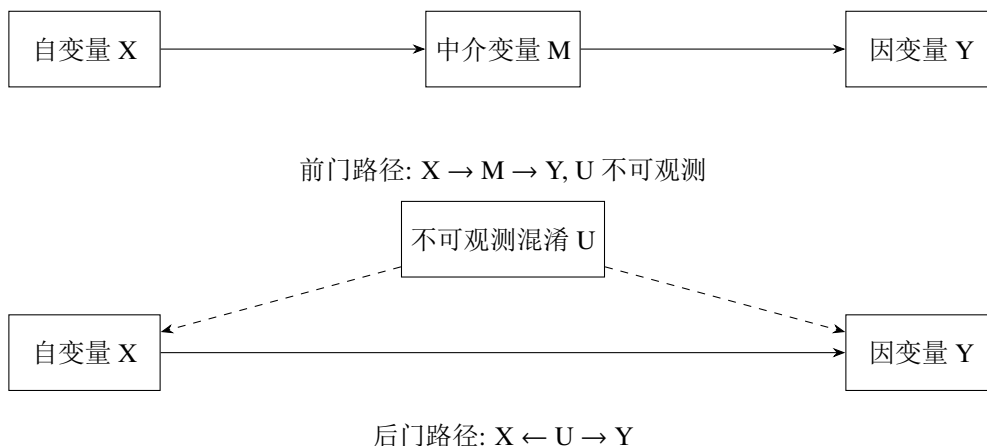 自变量 X
中介变量 M
因变量 Y
前门路径: X → M → Y, U 不可观测
不可观测混淆 U
自变量 X
因变量 Y
后门路径: X ← U → Y